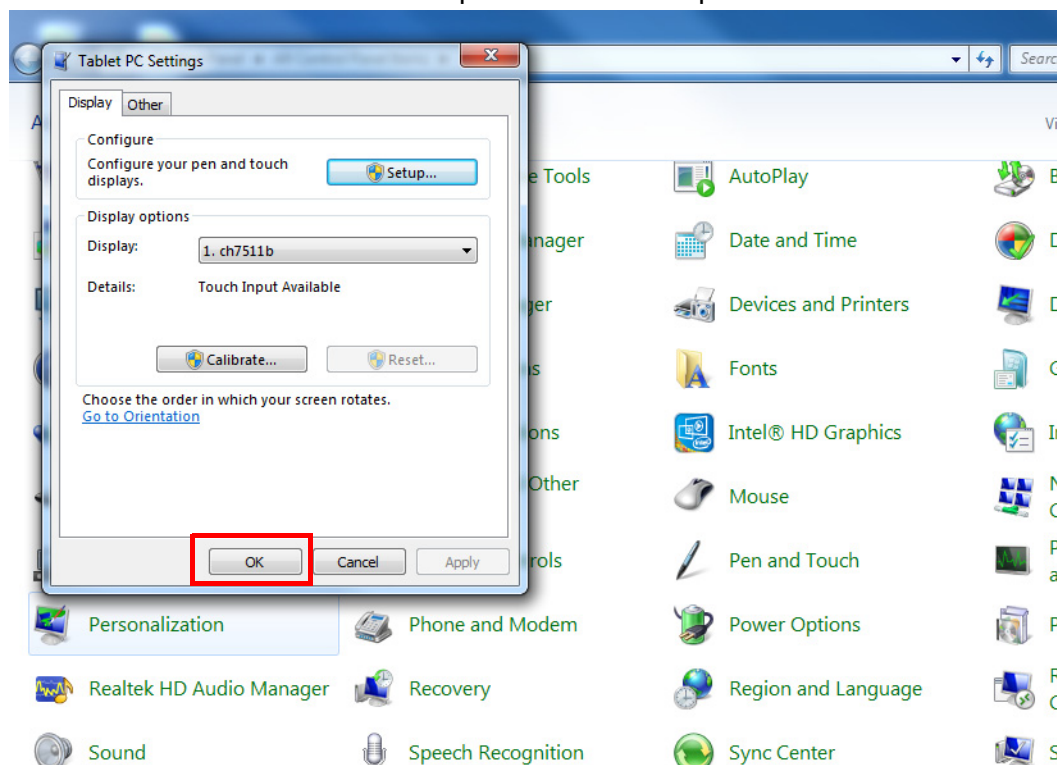 Tablet PC Settings
Searc
Display Other
Configure
Configure your pen and touch
displays.
Setup...
Display options
Display: 1. ch7511b
Details: Touch Input Available
Calibrate... Reset...
Choose the order in which your screen rotates.
Go to Orientation
OK Cancel Apply
Vi
e Tools AutoPlay
anager Date and Time
ger Devices and Printers
Fonts
ons Intel® HD Graphics
Other
Mouse
rols Pen and Touch
Personalization Phone and Modem Power Options
Realtek HD Audio Manager Recovery Region and Language
Sound Speech Recognition Sync Center